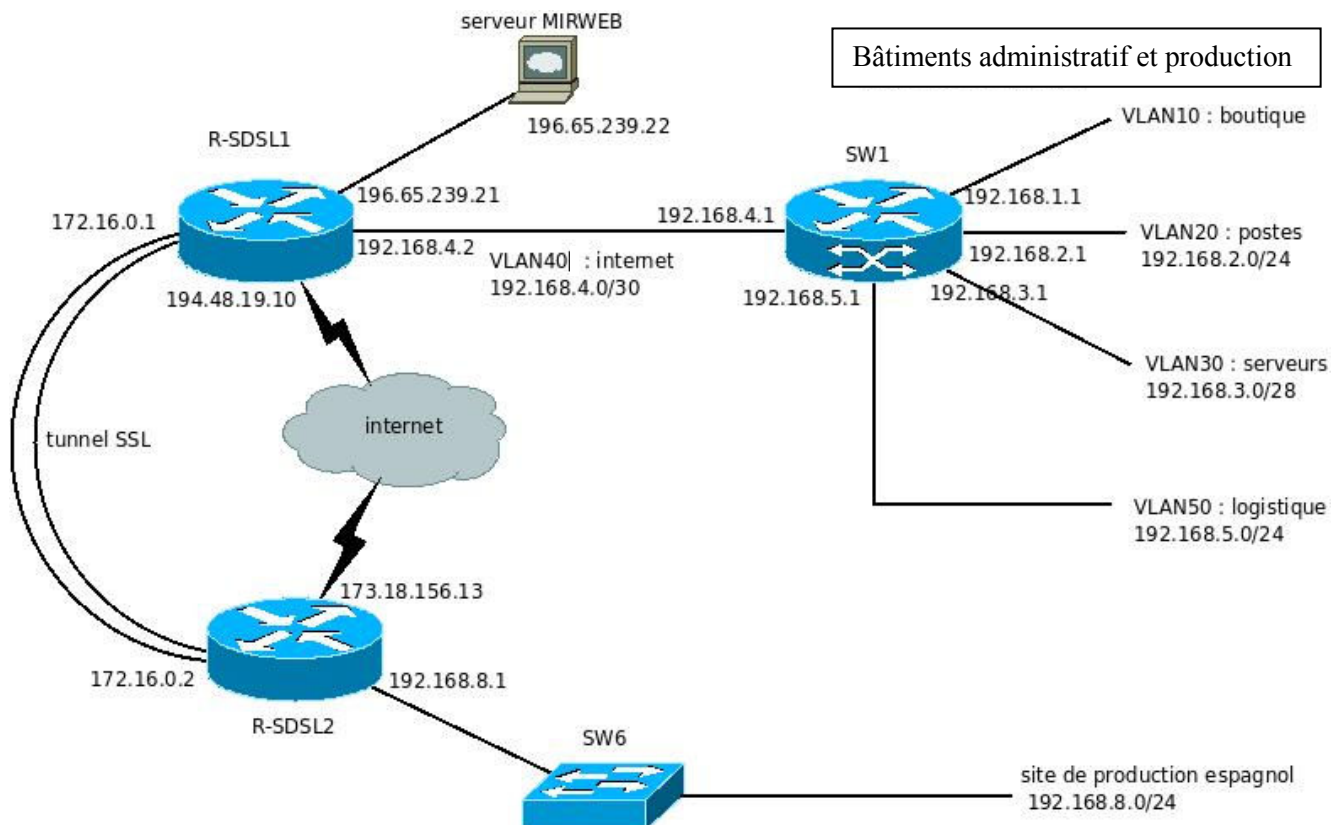 serveur MIRWEB
Bâtiments administratif et production
196.65.239.22
VLAN10 : boutique
R-SDSL1
SW1
196.65.239.21
192.168.1.1
172.16.0.1
192.168.4.1
192.168.4.2
VLAN20 : postes
192.168.2.0/24
192.168.2.1
VLAN40 : internet
192.168.4.0/30
194.48.19.10
192.168.5.1
192.168.3.1
VLAN30 : serveurs
192.168.3.0/28
internet
tunnel SSL
VLAN50 : logistique
192.168.5.0/24
173.18.156.13
172.16.0.2
192.168.8.1
R-SDSL2
SW6
site de production espagnol
192.168.8.0/24